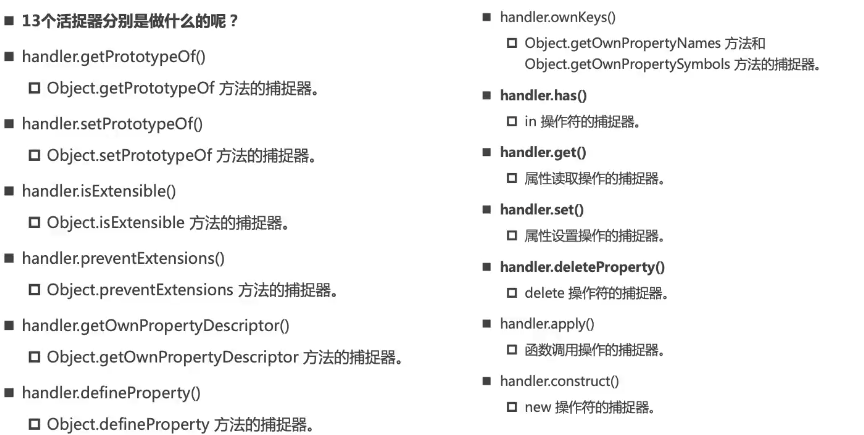 13个活捉器分别是做什么的呢？
handler.getPrototypeOf()
Object.getPrototypeOf 方法的捕捉器。
handler.setPrototypeOf()
Object.setPrototypeOf 方法的捕捉器。
handler.isExtensible()
Object.isExtensible 方法的捕捉器。
handler.preventExtensions()
Object.preventExtensions 方法的捕捉器。
handler.getOwnPropertyDescriptor()
Object.getOwnPropertyDescriptor 方法的捕捉器。
handler.defineProperty()
Object.defineProperty 方法的捕捉器。
handler.ownKeys()
Object.getOwnPropertyNames 方法和
Object.getOwnPropertySymbols 方法的捕捉器。
handler.has()
in 操作符的捕捉器。
handler.get()
属性读取操作的捕捉器。
handler.set()
属性设置操作的捕捉器。
handler.deleteProperty()
delete 操作符的捕捉器。
handler.apply()
函数调用操作的捕捉器。
handler.construct()
new 操作符的捕捉器。